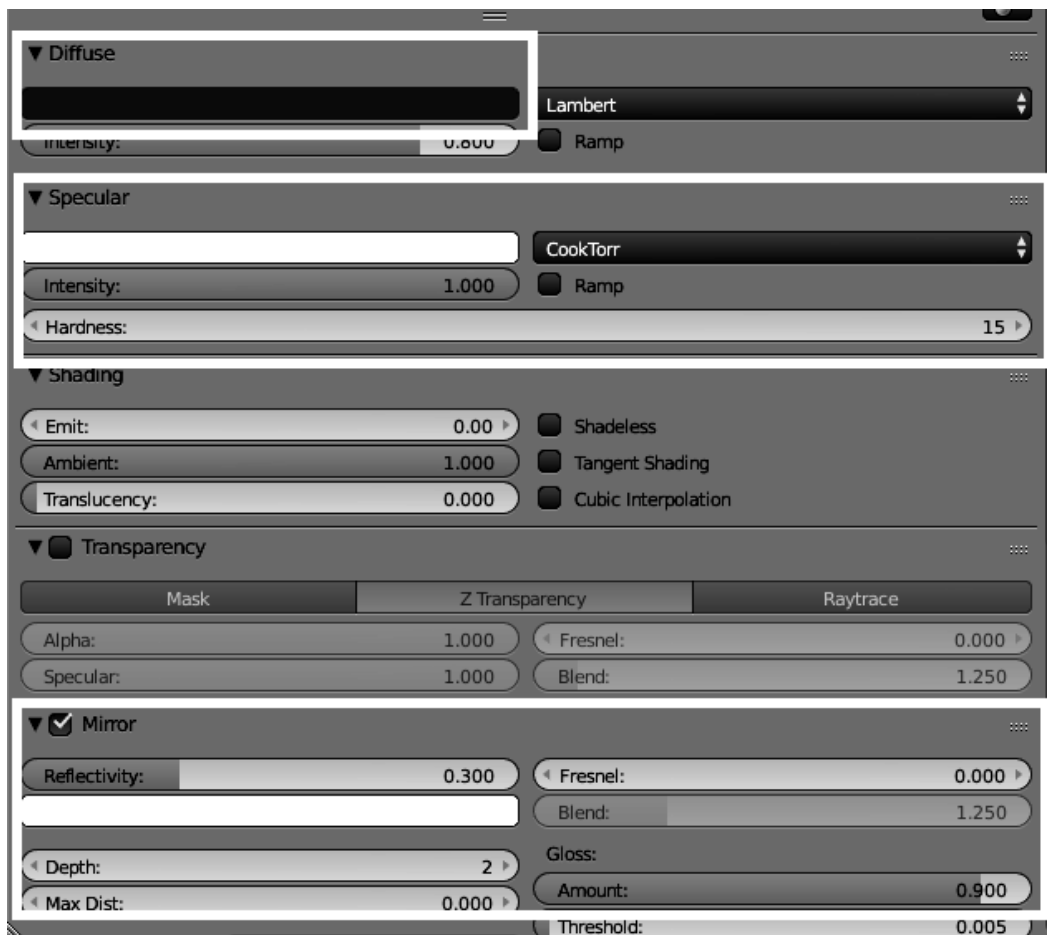 Diffuse
Lambert
Intensity: 0.800 Ramp
Specular
CookTorr
Intensity: 1.000 Ramp
Hardness: 15
Shading
Emit: 0.00 Shadeless
Ambient: 1.000 Tangent Shading
Translucency: 0.000 Cubic Interpolation
Transparency
Mask Z Transparency Raytrace
Alpha: 1.000 Fresnel: 0.000
Specular: 1.000 Blend: 1.250
Mirror
Reflectivity: 0.300 Fresnel: 0.000
Blend: 1.250
Gloss:
Depth: 2
Amount: 0.900
Max Dist: 0.000
Threshold: 0.005